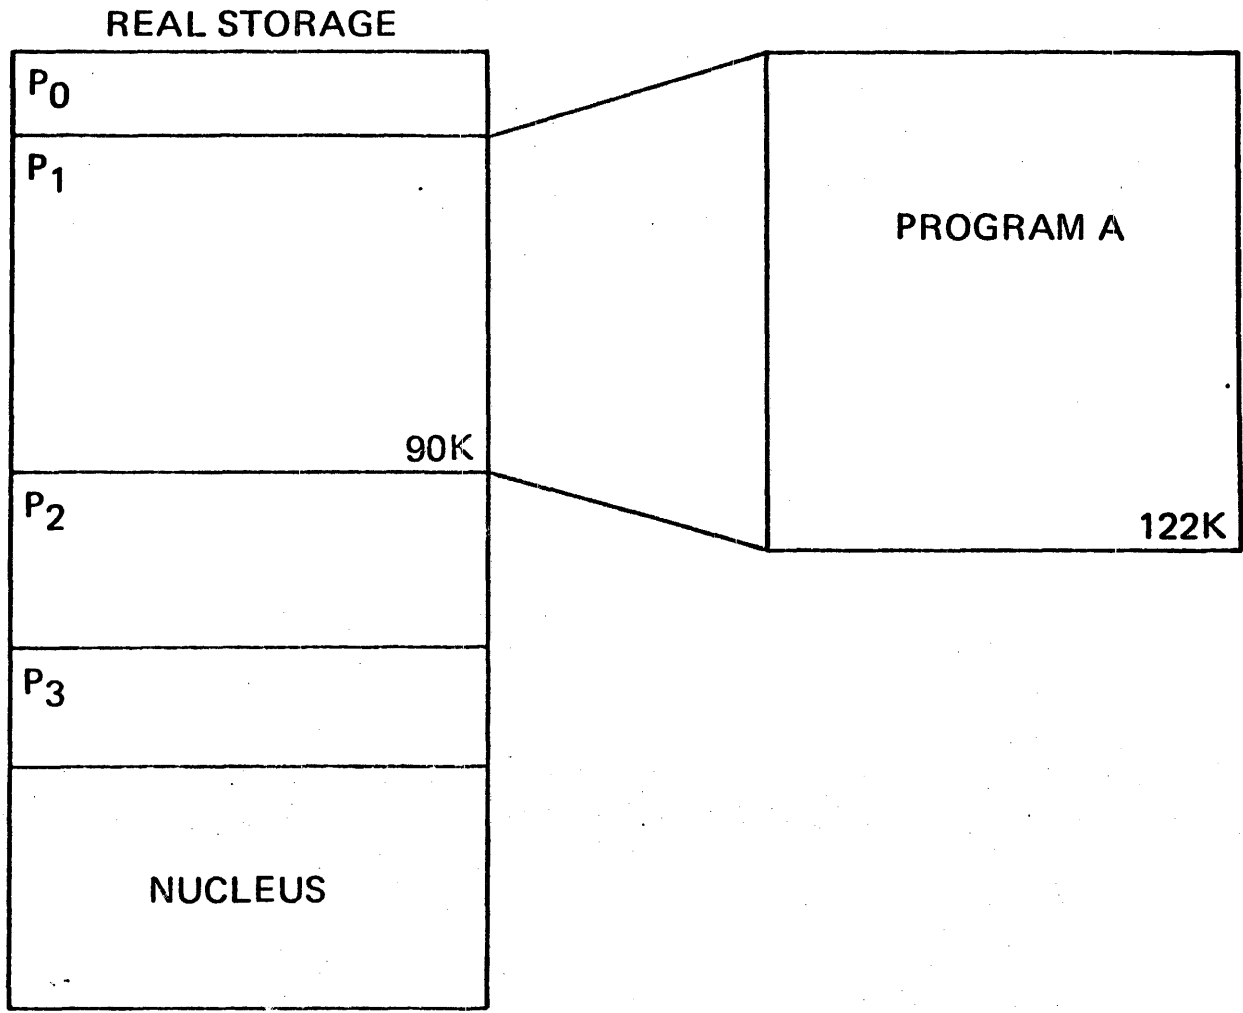 REAL STORAGE
P0
P1
PROGRAM A
90K
P2
122K
P3
NUCLEUS